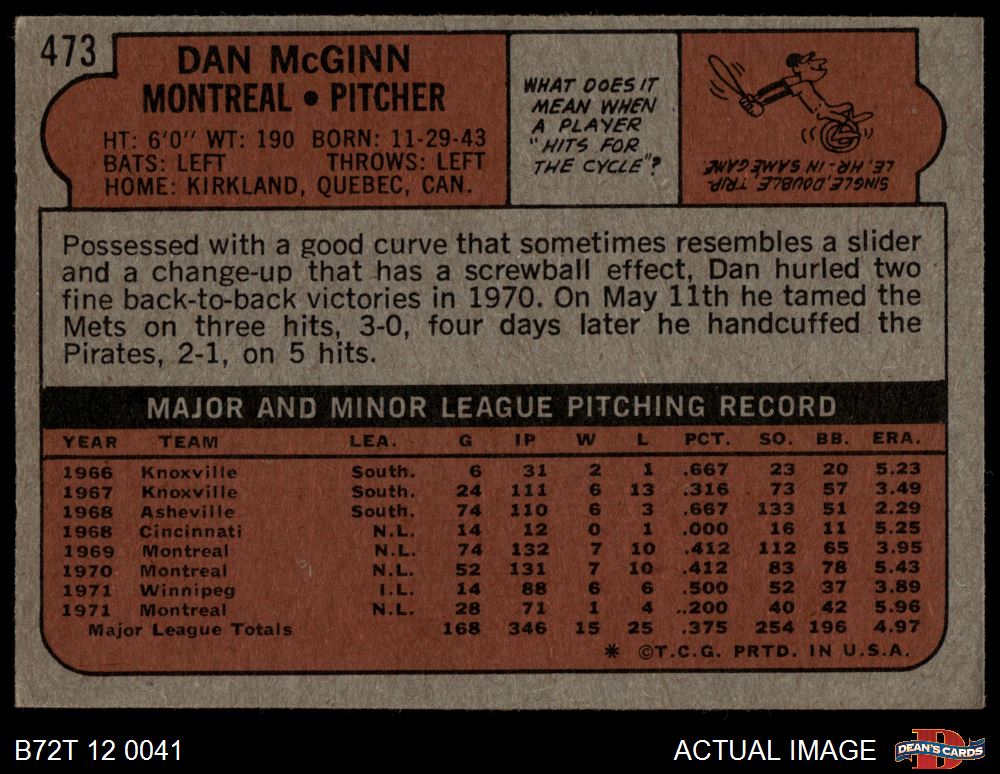 473
DAN McGINN
MONTREAL • PITCHER
HT: 6'0" WT: 190 BORN: 11-29-43
BATS: LEFT THROWS: LEFT
HOME: KIRKLAND, QUEBEC, CAN.
WHAT DOES IT
MEAN WHEN
A PLAYER
"HITS FOR
THE CYCLE"?
SINGLE, DOUBLE, TRIP-
LE, HR - IN SAME GAME.
Possessed with a good curve that sometimes resembles a slider
and a change-up that has a screwball effect, Dan hurled two
fine back-to-back victories in 1970. On May 11th he tamed the
Mets on three hits, 3-0, four days later he handcuffed the
Pirates, 2-1, on 5 hits.
MAJOR AND MINOR LEAGUE PITCHING RECORD
YEAR TEAM LEA. G IP W L PCT. SO. BB. ERA.
1966 Knoxville South. 6 31 2 1 .667 23 20 5.23
1967 Knoxville South. 24 111 6 13 .316 73 57 3.49
1968 Asheville South. 74 110 6 3 .667 133 51 2.29
1968 Cincinnati N.L. 14 12 0 1 .000 16 11 5.25
1969 Montreal N.L. 74 132 7 10 .412 112 65 3.95
1970 Montreal N.L. 52 131 7 10 .412 83 78 5.43
1971 Winnipeg I.L. 14 88 6 6 .500 52 37 3.89
1971 Montreal N.L. 28 71 1 4 .200 40 42 5.96
Major League Totals 168 346 15 25 .375 254 196 4.97
* ©T.C.G. PRTD. IN U.S.A.
B72T 12 0041
ACTUAL IMAGE
DEAN'S CARDS